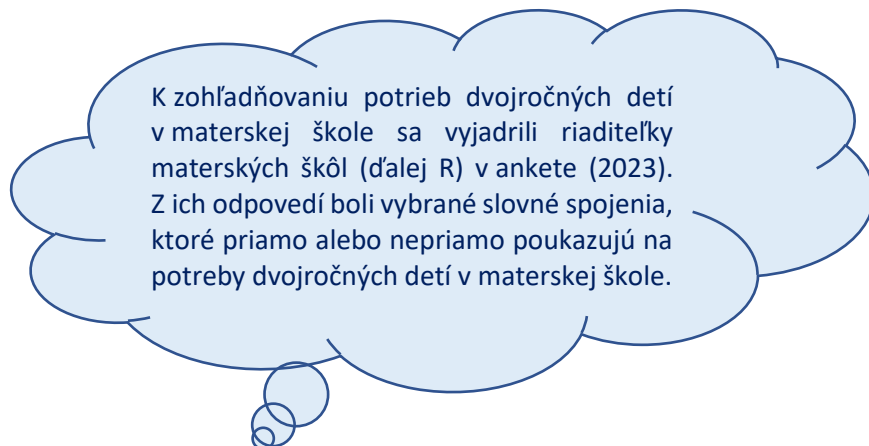 K zohľadňovaniu potrieb dvojročných detí
v materskej škole sa vyjadrili riaditeľky
materských škôl (ďalej R) v ankete (2023).
Z ich odpovedí boli vybrané slovné spojenia,
ktoré priamo alebo nepriamo poukazujú na
potreby dvojročných detí v materskej škole.